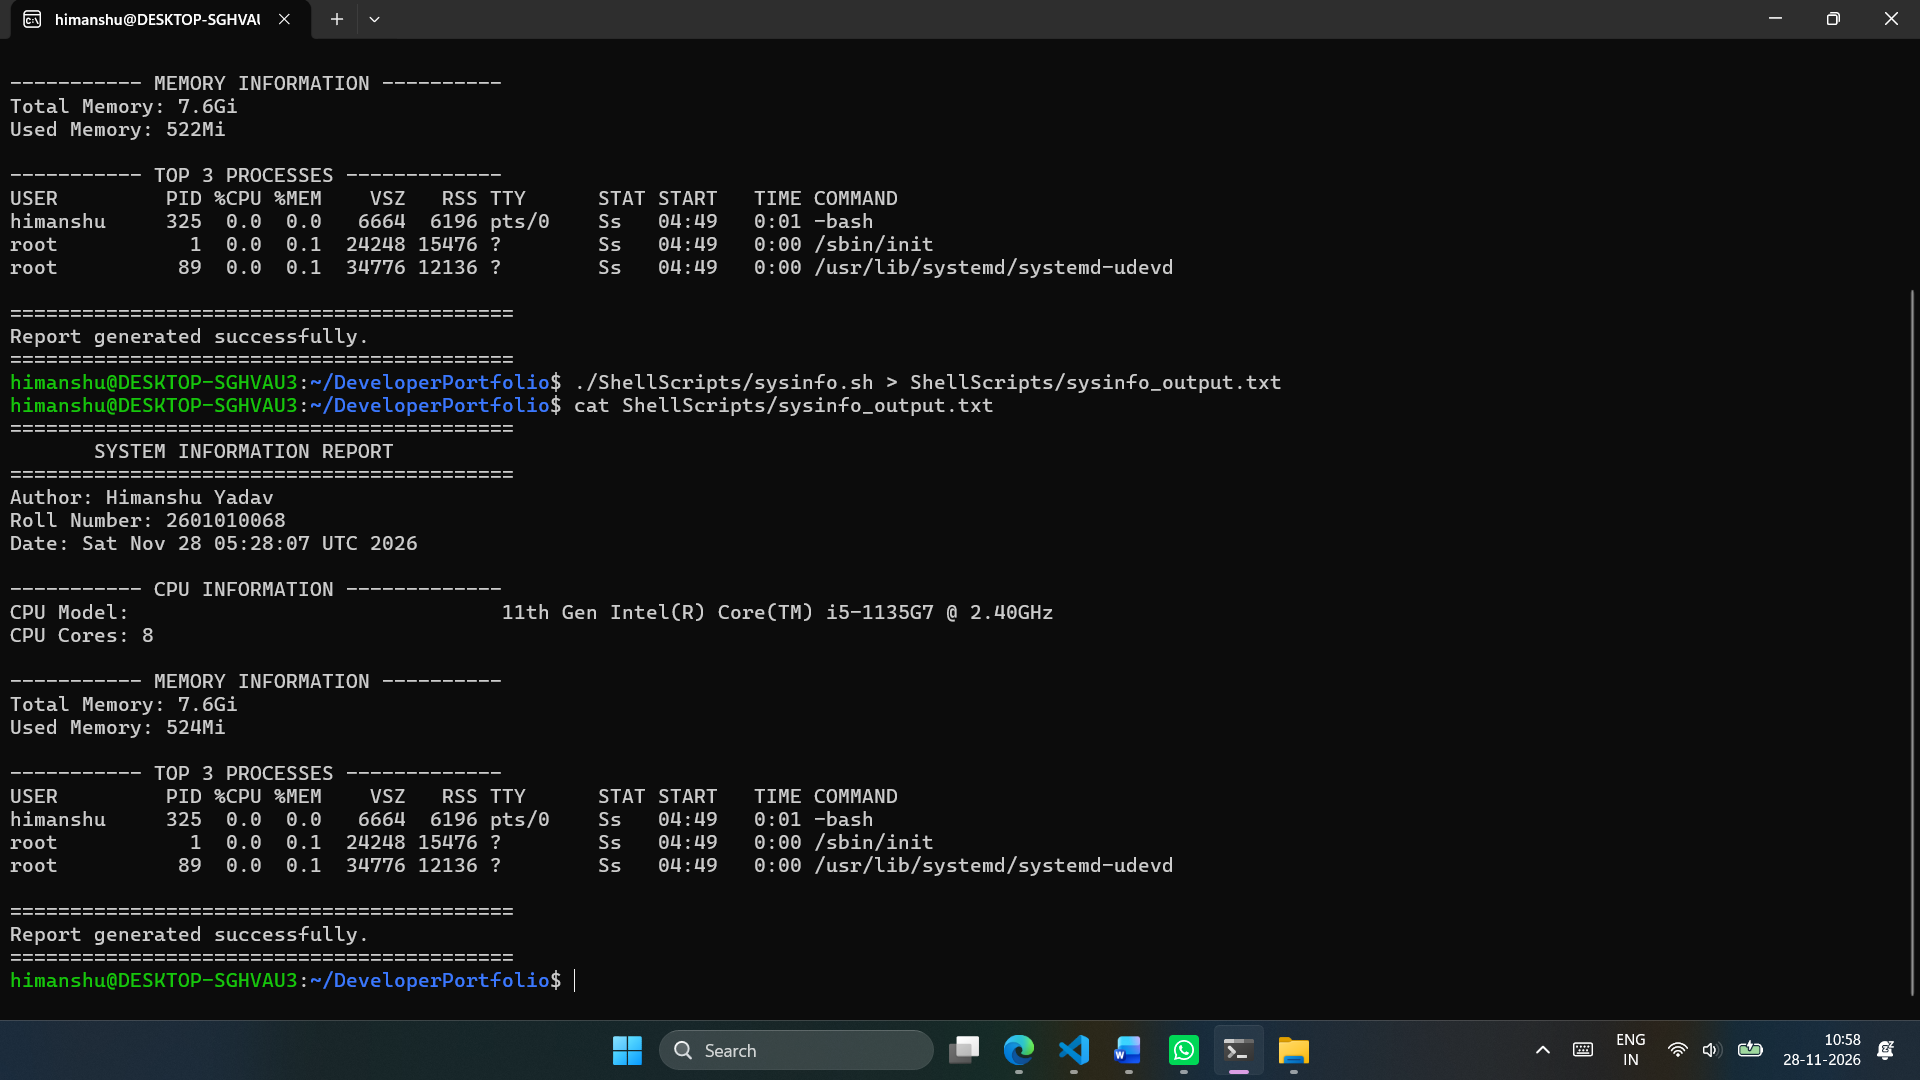 himanshu@DESKTOP-SGHVAU
----------- MEMORY INFORMATION ----------
Total Memory: 7.6Gi
Used Memory: 522Mi
----------- TOP 3 PROCESSES -------------
USER         PID %CPU %MEM    VSZ   RSS TTY      STAT START   TIME COMMAND
himanshu     325  0.0  0.0   6664  6196 pts/0    Ss   04:49   0:01 -bash
root           1  0.0  0.1  24248 15476 ?        Ss   04:49   0:00 /sbin/init
root          89  0.0  0.1  34776 12136 ?        Ss   04:49   0:00 /usr/lib/systemd/systemd-udevd
==========================================
Report generated successfully.
==========================================
himanshu@DESKTOP-SGHVAU3:~/DeveloperPortfolio$ ./ShellScripts/sysinfo.sh > ShellScripts/sysinfo_output.txt
himanshu@DESKTOP-SGHVAU3:~/DeveloperPortfolio$ cat ShellScripts/sysinfo_output.txt
==========================================
       SYSTEM INFORMATION REPORT
==========================================
Author: Himanshu Yadav
Roll Number: 2601010068
Date: Sat Nov 28 05:28:07 UTC 2026
----------- CPU INFORMATION -------------
CPU Model:                               11th Gen Intel(R) Core(TM) i5-1135G7 @ 2.40GHz
CPU Cores: 8
----------- MEMORY INFORMATION ----------
Total Memory: 7.6Gi
Used Memory: 524Mi
----------- TOP 3 PROCESSES -------------
USER         PID %CPU %MEM    VSZ   RSS TTY      STAT START   TIME COMMAND
himanshu     325  0.0  0.0   6664  6196 pts/0    Ss   04:49   0:01 -bash
root           1  0.0  0.1  24248 15476 ?        Ss   04:49   0:00 /sbin/init
root          89  0.0  0.1  34776 12136 ?        Ss   04:49   0:00 /usr/lib/systemd/systemd-udevd
==========================================
Report generated successfully.
==========================================
himanshu@DESKTOP-SGHVAU3:~/DeveloperPortfolio$
Search
ENG
IN
10:58
28-11-2026